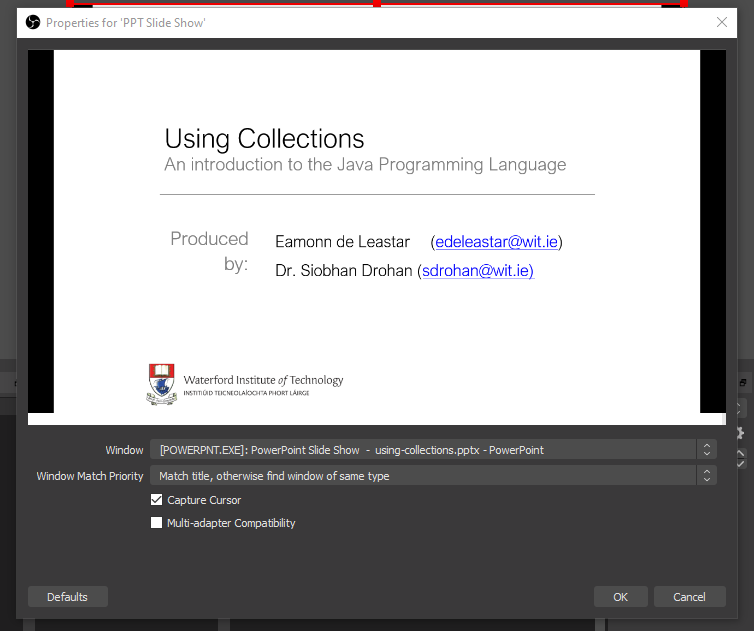 Properties for 'PPT Slide Show'
Using Collections
An introduction to the Java Programming Language
Produced by:
Eamonn de Leastar (edeleastar@wit.ie)
Dr. Siobhan Drohan (sdrohan@wit.ie)
Waterford Institute of Technology
INSTITIÚID TEICNEOLAÍOCHTA PHORT LÁIRGE
Window [POWERPNT.EXE]: PowerPoint Slide Show - using-collections.pptx - PowerPoint
Window Match Priority Match title, otherwise find window of same type
Capture Cursor
Multi-adapter Compatibility
Defaults OK Cancel